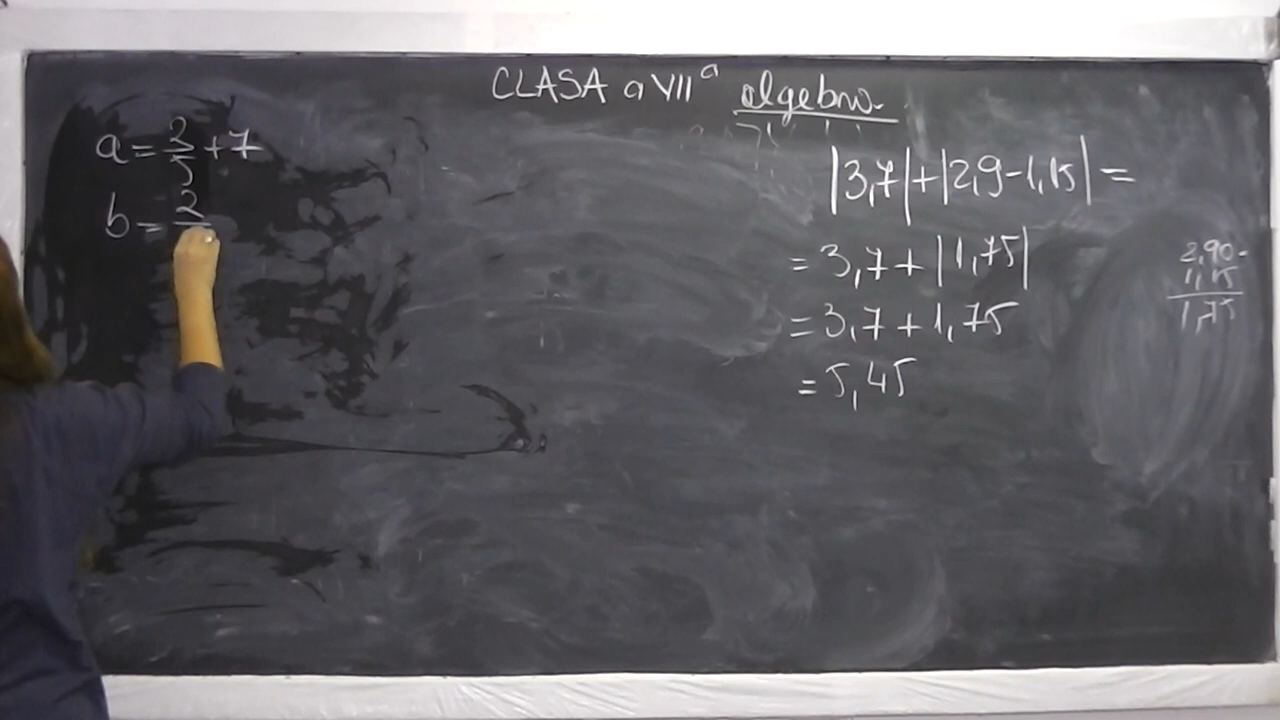 CLASA a VII a algebra
a = 2/5 + 7
b = 2/
|3,7| + |2,9 - 1,15| =
= 3,7 + |1,75|
= 3,7 + 1,75
= 5,45
2,90 -
1,15
1,75